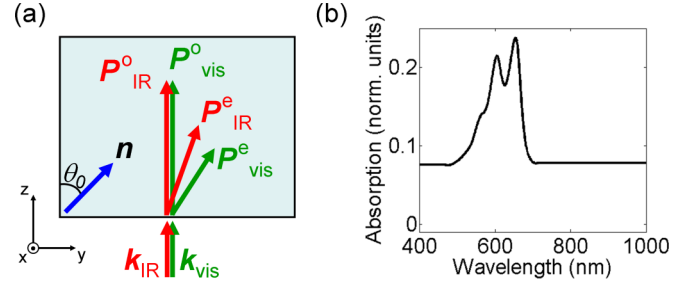 (a)
P^o_IR
P^o_vis
P^e_IR
P^e_vis
n
θ_0
z
x
y
k_IR
k_vis
(b)
Absorption (norm. units)
0.2
0.1
0
400
600
800
1000
Wavelength (nm)